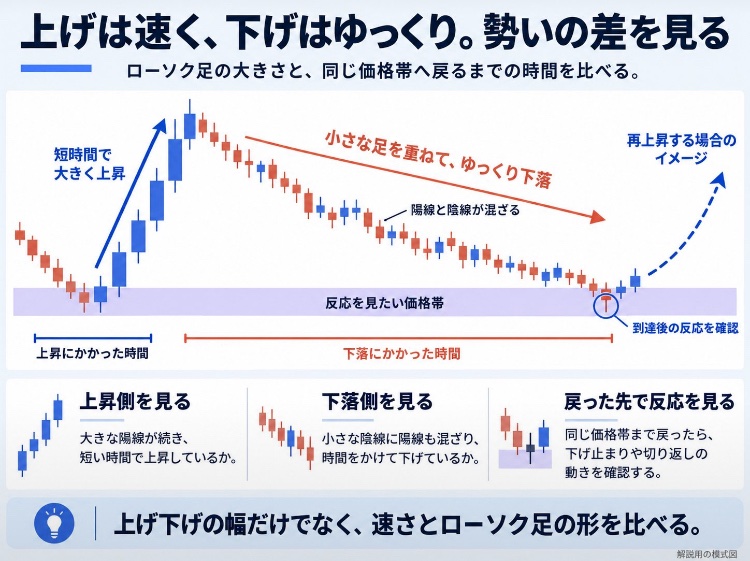 上げは速く、下げはゆっくり。勢いの差を見る
ローソク足の大きさと、同じ価格帯へ戻るまでの時間を比べる。
短時間で
大きく上昇
小さな足を重ねて、ゆっくり下落
再上昇する場合の
イメージ
陽線と陰線が混ざる
反応を見たい価格帯
到達後の反応を確認
上昇にかかった時間
下落にかかった時間
上昇側を見る
大きな陽線が続き、
短い時間で上昇しているか。
下落側を見る
小さな陰線に陽線も混ざり、
時間をかけて下げているか。
戻った先で反応を見る
同じ価格帯まで戻ったら、
下げ止まりや切り返しの
動きを確認する。
上げ下げの幅だけでなく、速さとローソク足の形を比べる。
解説用の模式図